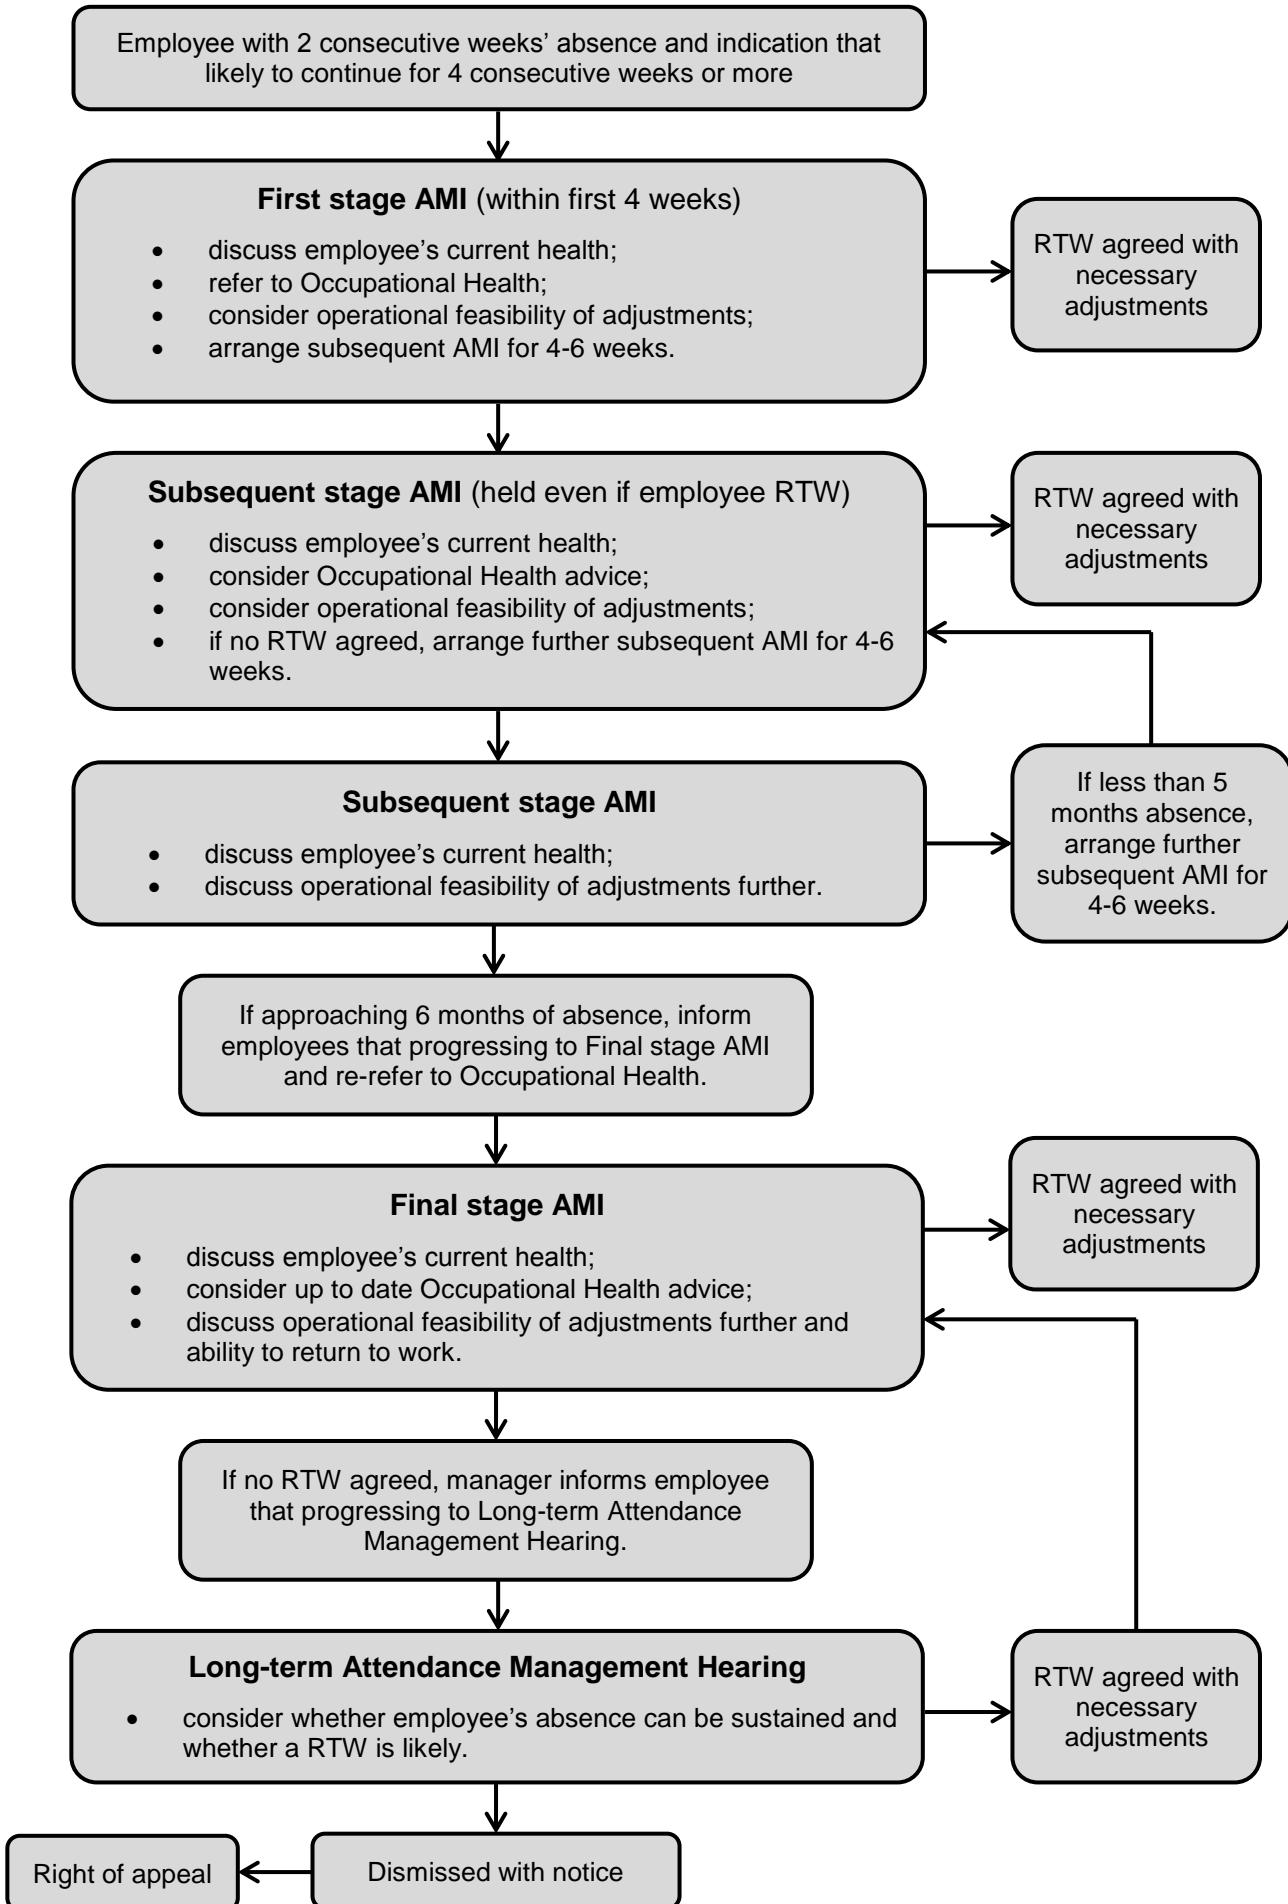 Employee with 2 consecutive weeks’ absence and indication that
likely to continue for 4 consecutive weeks or more
First stage AMI (within first 4 weeks)
• discuss employee’s current health;
• refer to Occupational Health;
• consider operational feasibility of adjustments;
• arrange subsequent AMI for 4-6 weeks.
RTW agreed with
necessary
adjustments
Subsequent stage AMI (held even if employee RTW)
• discuss employee’s current health;
• consider Occupational Health advice;
• consider operational feasibility of adjustments;
• if no RTW agreed, arrange further subsequent AMI for 4-6
weeks.
RTW agreed with
necessary
adjustments
Subsequent stage AMI
• discuss employee’s current health;
• discuss operational feasibility of adjustments further.
If less than 5
months absence,
arrange further
subsequent AMI for
4-6 weeks.
If approaching 6 months of absence, inform
employees that progressing to Final stage AMI
and re-refer to Occupational Health.
Final stage AMI
• discuss employee’s current health;
• consider up to date Occupational Health advice;
• discuss operational feasibility of adjustments further and
ability to return to work.
RTW agreed with
necessary
adjustments
If no RTW agreed, manager informs employee
that progressing to Long-term Attendance
Management Hearing.
Long-term Attendance Management Hearing
• consider whether employee’s absence can be sustained and
whether a RTW is likely.
RTW agreed with
necessary
adjustments
Right of appeal
Dismissed with notice